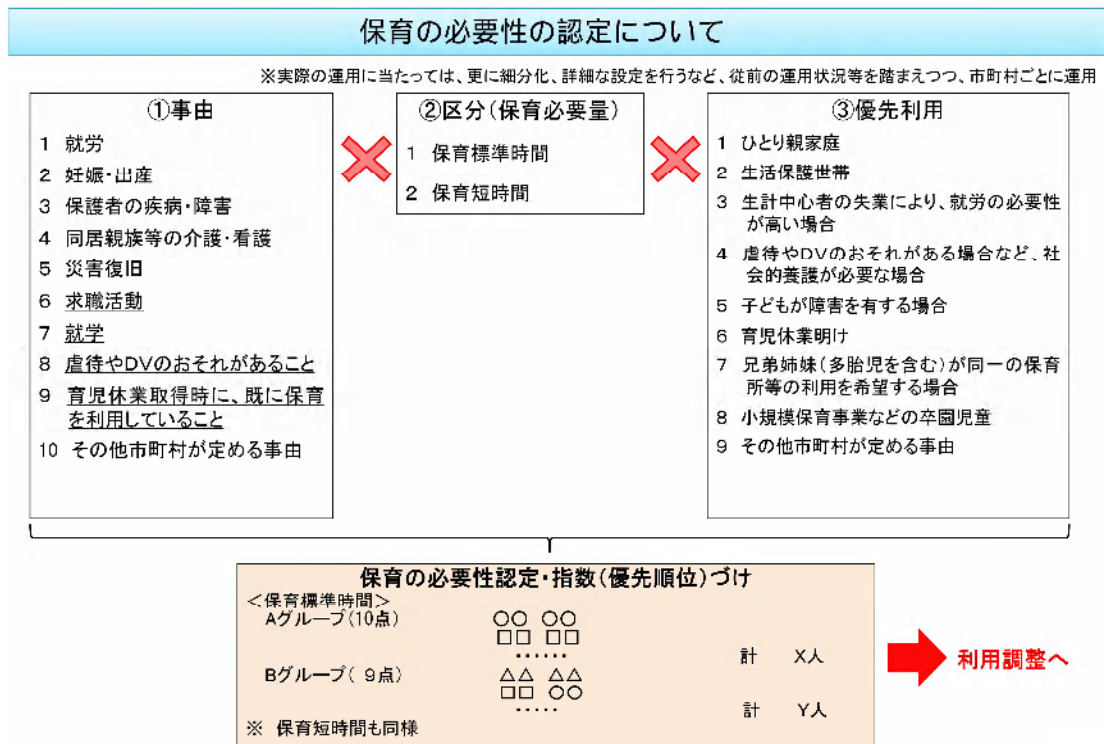 保育の必要性の認定について
※実際の運用に当たっては、更に細分化、詳細な設定を行うなど、従前の運用状況等を踏まえつつ、市町村ごとに運用
①事由
1 就労
2 妊娠・出産
3 保護者の疾病・障害
4 同居親族等の介護・看護
5 災害復旧
6 求職活動
7 就学
8 虐待やDVのおそれがあること
9 育児休業取得時に、既に保育
を利用していること
10 その他市町村が定める事由
②区分(保育必要量)
1 保育標準時間
2 保育短時間
③優先利用
1 ひとり親家庭
2 生活保護世帯
3 生計中心者の失業により、就労の必要性
が高い場合
4 虐待やDVのおそれがある場合など、社
会的養護が必要な場合
5 子どもが障害を有する場合
6 育児休業明け
7 兄弟姉妹(多胎児を含む)が同一の保育
所等の利用を希望する場合
8 小規模保育事業などの卒園児童
9 その他市町村が定める事由
保育の必要性認定・指数(優先順位)づけ
<保育標準時間>
Aグループ(10点) ○○ ○○
□□ □□
‥‥‥
計 X人
Bグループ( 9点) △△ △△
□□ ○○
‥‥‥
計 Y人
※ 保育短時間も同様
利用調整へ